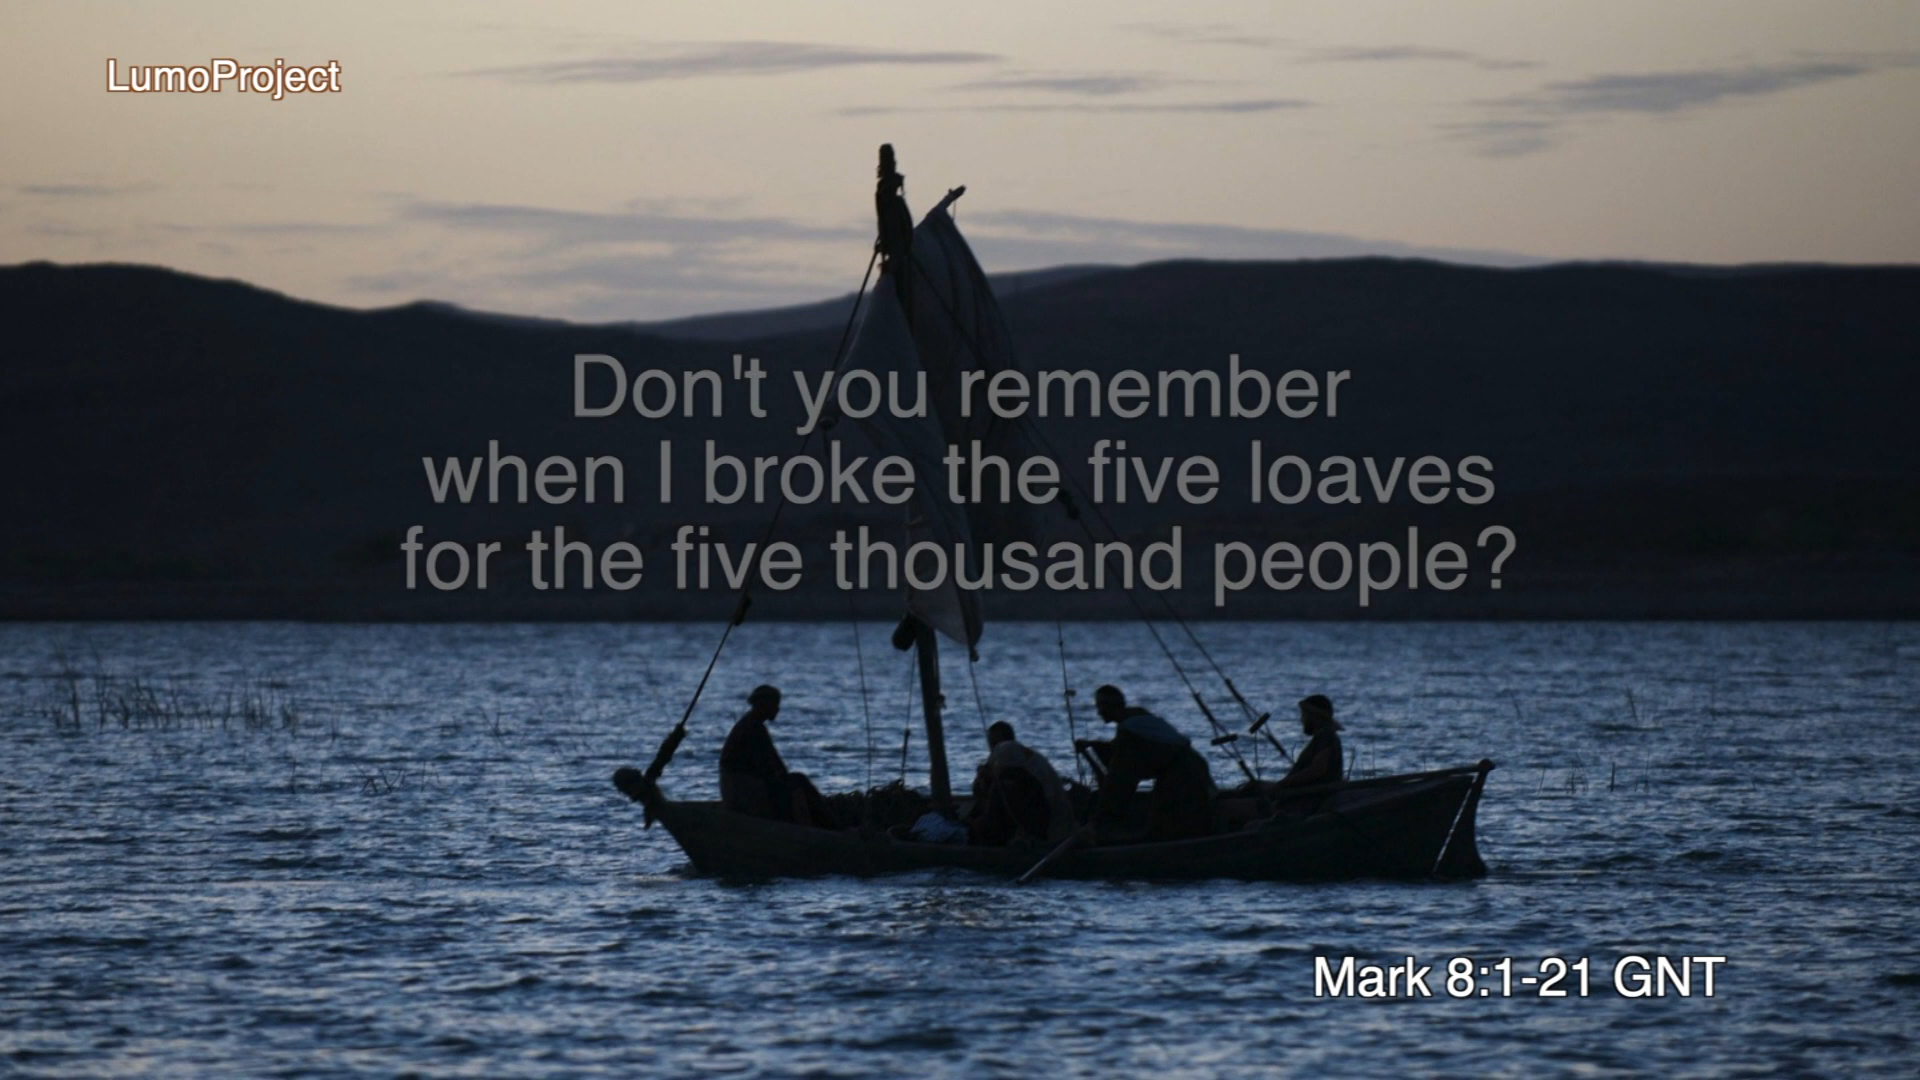 LumoProject
Don't you remember
when I broke the five loaves
for the five thousand people?
Mark 8:1-21 GNT